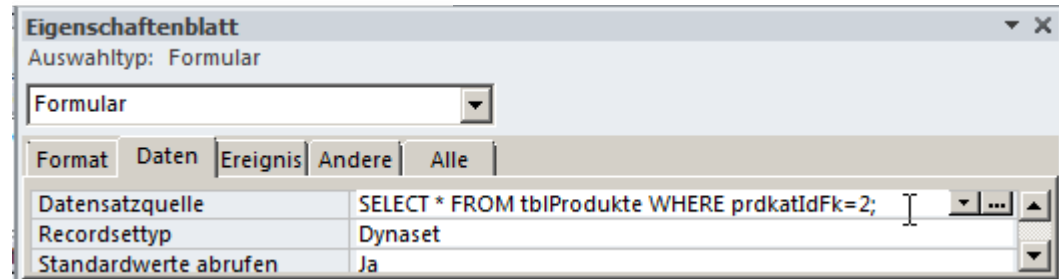 Eigenschaftenblatt
Auswahltyp: Formular
Formular
Format Daten Ereignis Andere Alle
Datensatzquelle SELECT * FROM tblProdukte WHERE prdkatIdFk=2;
Recordsettyp Dynaset
Standardwerte abrufen Ja